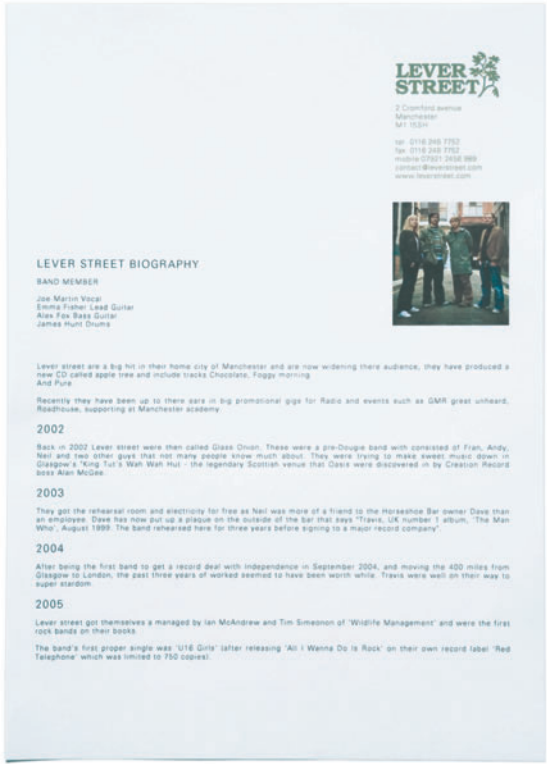 LEVER
STREET
2 Cromford avenue
Manchester
M1 1SSH
tel 0116 248 7752
fax 0116 248 7752
mobile 07921 2456 989
contact@leverstreet.com
www.leverstreet.com
LEVER STREET BIOGRAPHY
BAND MEMBER
Joe Martin Vocal
Emma Fisher Lead Guitar
Alex Fox Bass Guitar
James Hunt Drums
Lever street are a big hit in their home city of Manchester and are now widening there audience, they have produced a
new CD called apple tree and include tracks Chocolate, Foggy morning
And Pure
Recently they have been up to there ears in big promotional gigs for Radio and events such as GMR great unheard,
Roadhouse, supporting at Manchester academy.
2002
Back in 2002 Lever street were then called Glass Onion. These were a pre-Dougie band with consisted of Fran, Andy,
Neil and two other guys that not many people know much about. They were trying to make sweet music down in
Glasgow's "King Tut's Wah Wah Hut - the legendary Scottish venue that Oasis were discovered in by Creation Record
boss Alan McGee.
2003
They got the rehearsal room and electricity for free as Neil was more of a friend to the Horseshoe Bar owner Dave than
an employee. Dave has now put up a plaque on the outside of the bar that says "Travis, UK number 1 album, 'The Man
Who', August 1999. The band rehearsed here for three years before signing to a major record company".
2004
After being the first band to get a record deal with Independence in September 2004, and moving the 400 miles from
Glasgow to London, the past three years of worked seemed to have been worth while. Travis were well on their way to
super stardom.
2005
Lever street got themselves a managed by Ian McAndrew and Tim Simeonon of 'Wildlife Management' and were the first
rock bands on their books.
The band's first proper single was 'U16 Girls' (after releasing 'All I Wanna Do Is Rock' on their own record label 'Red
Telephone' which was limited to 750 copies).